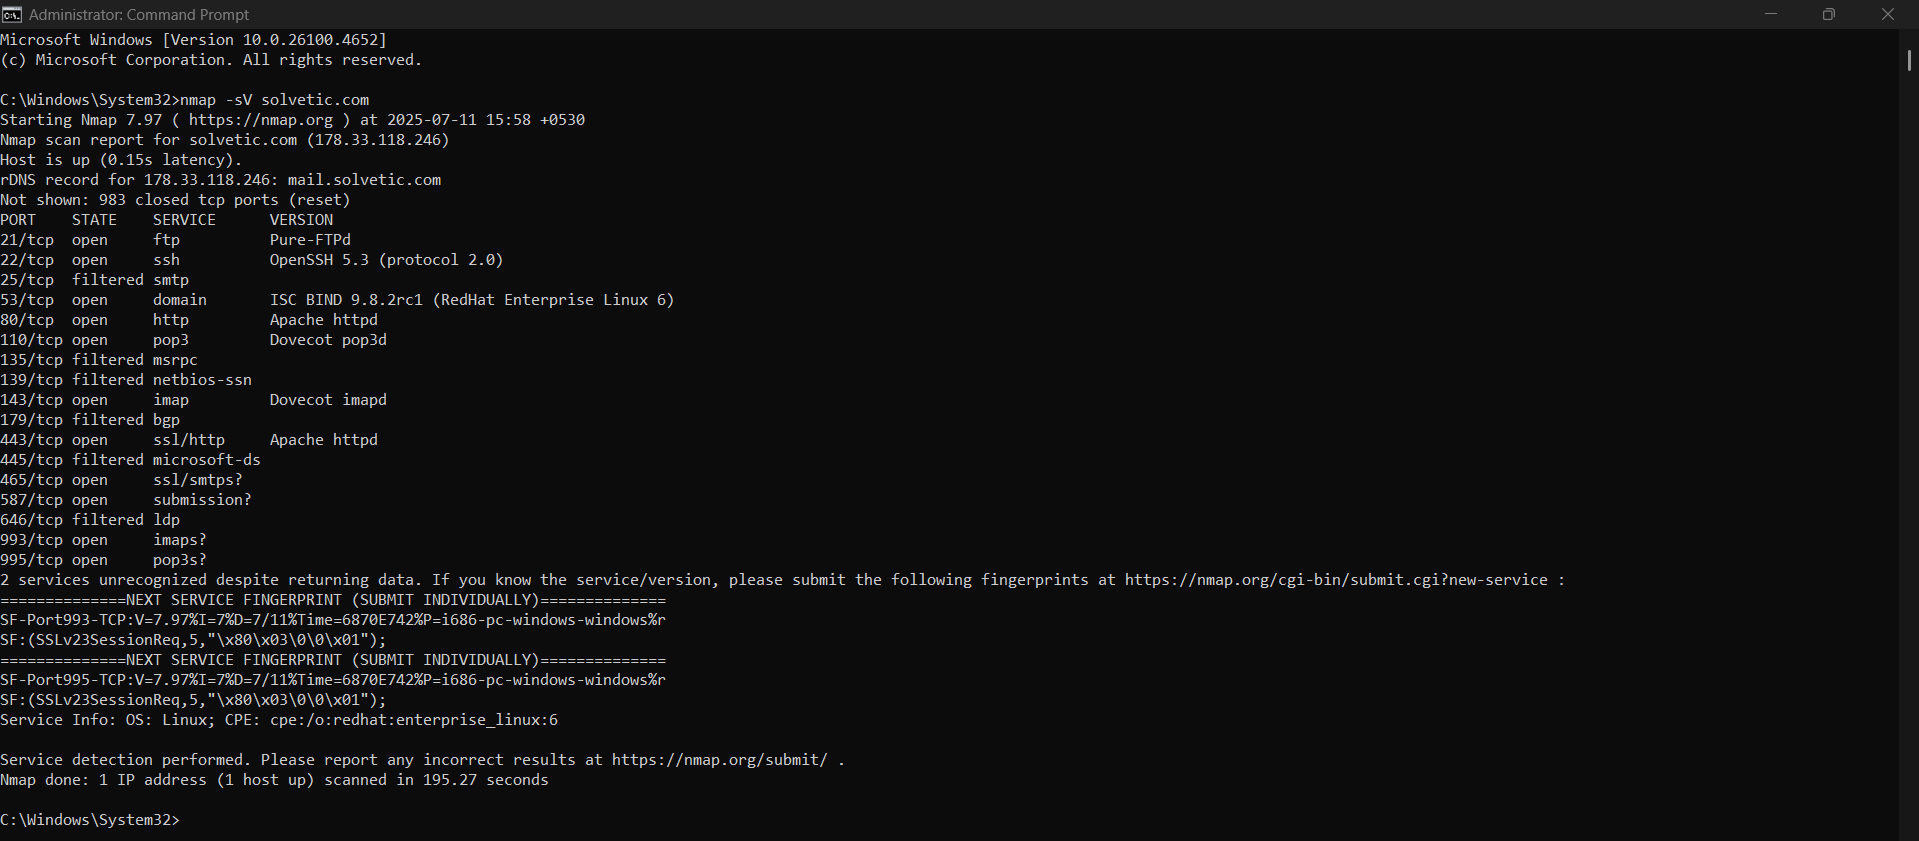 Administrator: Command Prompt
Microsoft Windows [Version 10.0.26100.4652]
(c) Microsoft Corporation. All rights reserved.
C:\Windows\System32>nmap -sV solvetic.com
Starting Nmap 7.97 ( https://nmap.org ) at 2025-07-11 15:58 +0530
Nmap scan report for solvetic.com (178.33.118.246)
Host is up (0.15s latency).
rDNS record for 178.33.118.246: mail.solvetic.com
Not shown: 983 closed tcp ports (reset)
PORT    STATE    SERVICE      VERSION
21/tcp  open     ftp          Pure-FTPd
22/tcp  open     ssh          OpenSSH 5.3 (protocol 2.0)
25/tcp  filtered smtp
53/tcp  open     domain       ISC BIND 9.8.2rc1 (RedHat Enterprise Linux 6)
80/tcp  open     http         Apache httpd
110/tcp open     pop3         Dovecot pop3d
135/tcp filtered msrpc
139/tcp filtered netbios-ssn
143/tcp open     imap         Dovecot imapd
179/tcp filtered bgp
443/tcp open     ssl/http     Apache httpd
445/tcp filtered microsoft-ds
465/tcp open     ssl/smtps?
587/tcp open     submission?
646/tcp filtered ldp
993/tcp open     imaps?
995/tcp open     pop3s?
2 services unrecognized despite returning data. If you know the service/version, please submit the following fingerprints at https://nmap.org/cgi-bin/submit.cgi?new-service :
==============NEXT SERVICE FINGERPRINT (SUBMIT INDIVIDUALLY)==============
SF-Port993-TCP:V=7.97%I=7%D=7/11%Time=6870E742%P=i686-pc-windows-windows%r
SF:(SSLv23SessionReq,5,"\x80\x03\0\0\x01");
==============NEXT SERVICE FINGERPRINT (SUBMIT INDIVIDUALLY)==============
SF-Port995-TCP:V=7.97%I=7%D=7/11%Time=6870E742%P=i686-pc-windows-windows%r
SF:(SSLv23SessionReq,5,"\x80\x03\0\0\x01");
Service Info: OS: Linux; CPE: cpe:/o:redhat:enterprise_linux:6
Service detection performed. Please report any incorrect results at https://nmap.org/submit/ .
Nmap done: 1 IP address (1 host up) scanned in 195.27 seconds
C:\Windows\System32>